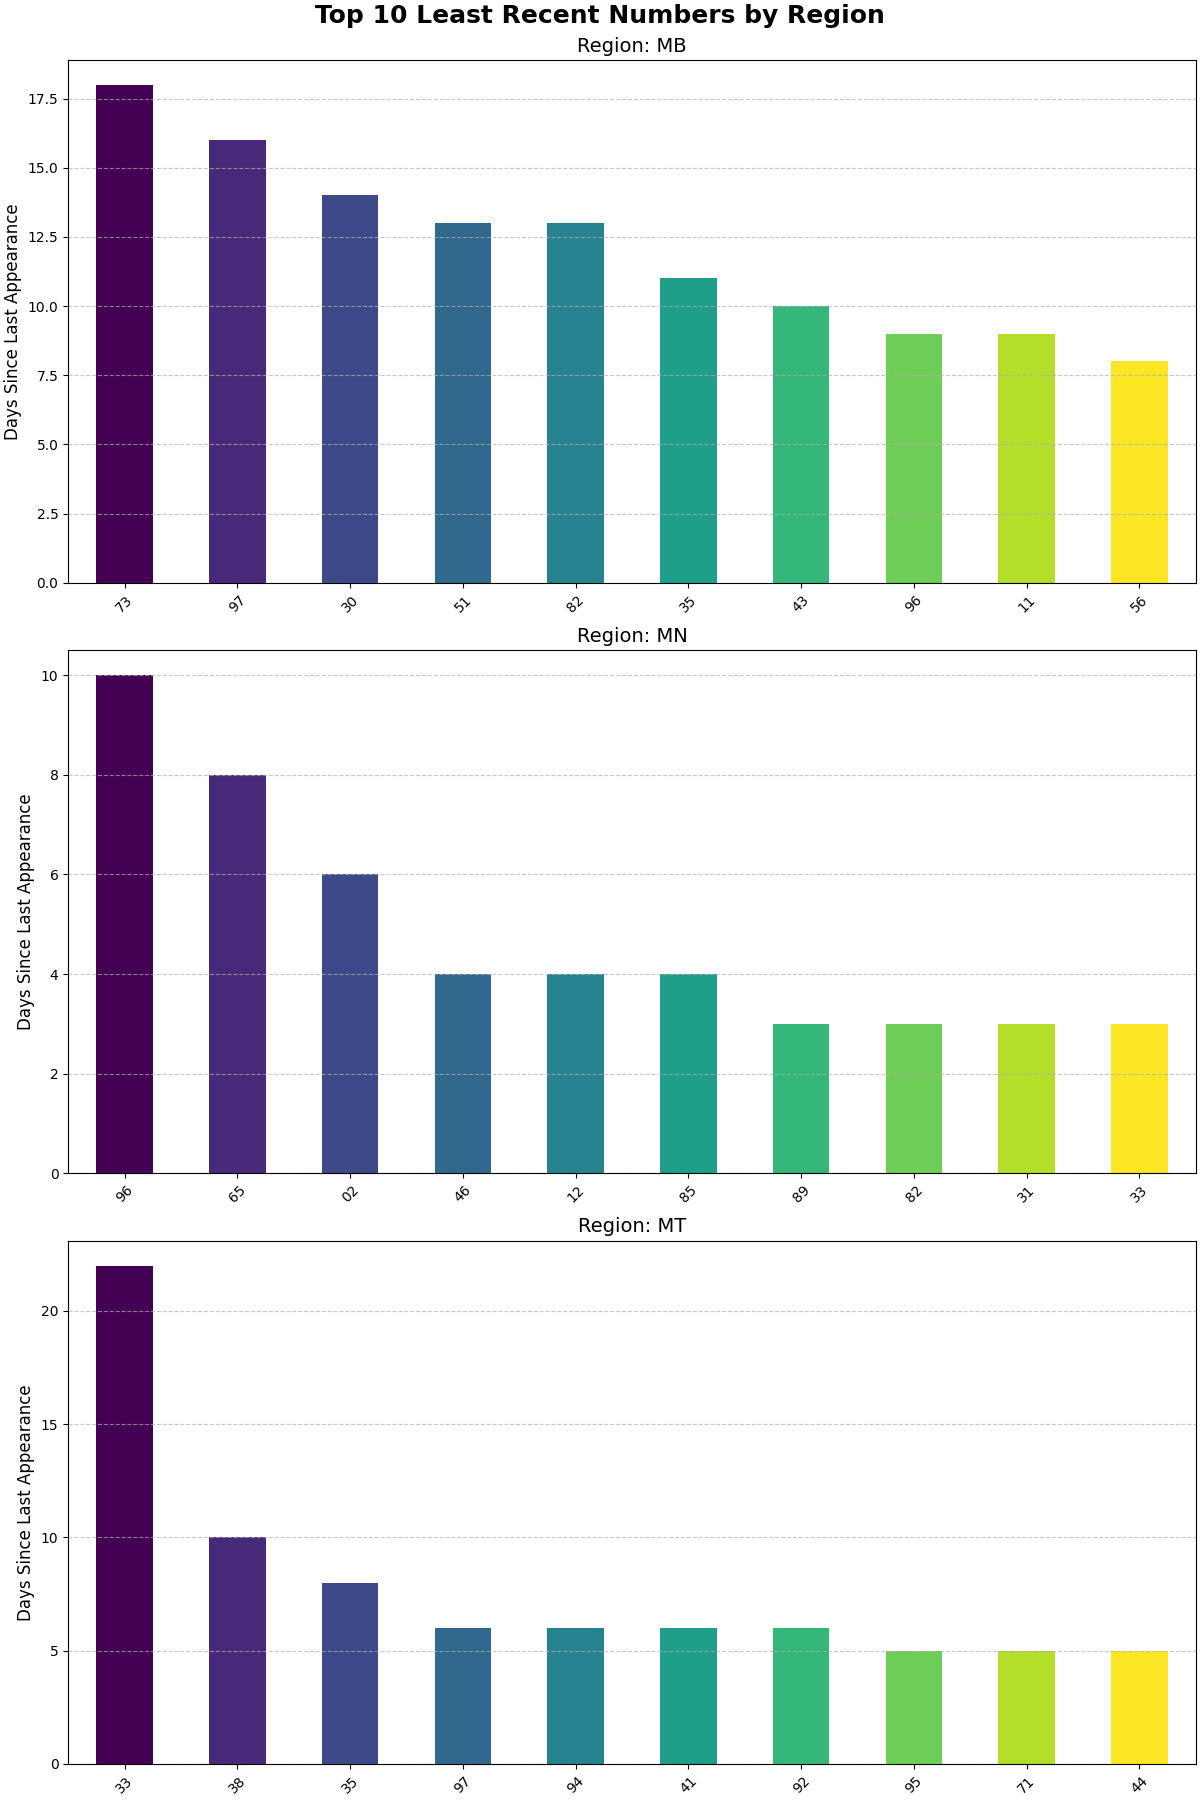 Top 10 Least Recent Numbers by Region
Region: MB
Days Since Last Appearance
17.5
15.0
12.5
10.0
7.5
5.0
2.5
0.0
73 97 30 51 82 35 43 96 11 56
Region: MN
Days Since Last Appearance
10
8
6
4
2
0
96 65 02 46 12 85 89 82 31 33
Region: MT
Days Since Last Appearance
20
15
10
5
0
33 38 35 97 94 41 92 95 71 44